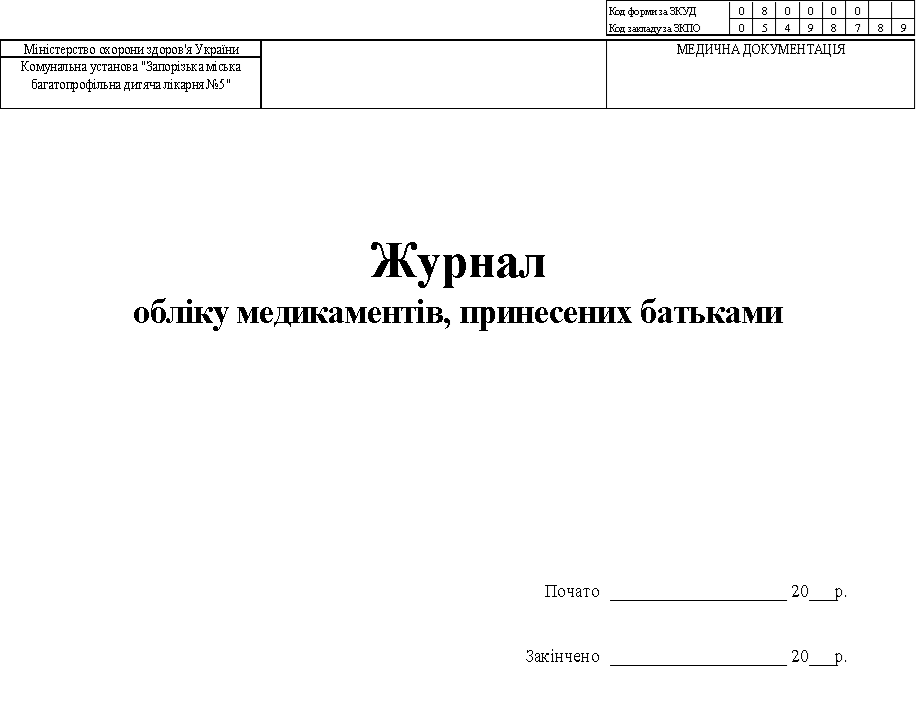 Код форми за ЗКУД 0 8 0 0 0 0
Код закладу за ЗКПО 0 5 4 9 8 7 8 9
Міністерство охорони здоров'я України
МЕДИЧНА ДОКУМЕНТАЦІЯ
Комунальна установа "Запорізька міська
багатопрофільна дитяча лікарня №5"
Журнал
обліку медикаментів, принесених батьками
Почато ____________________ 20___р.
Закінчено ____________________ 20___р.